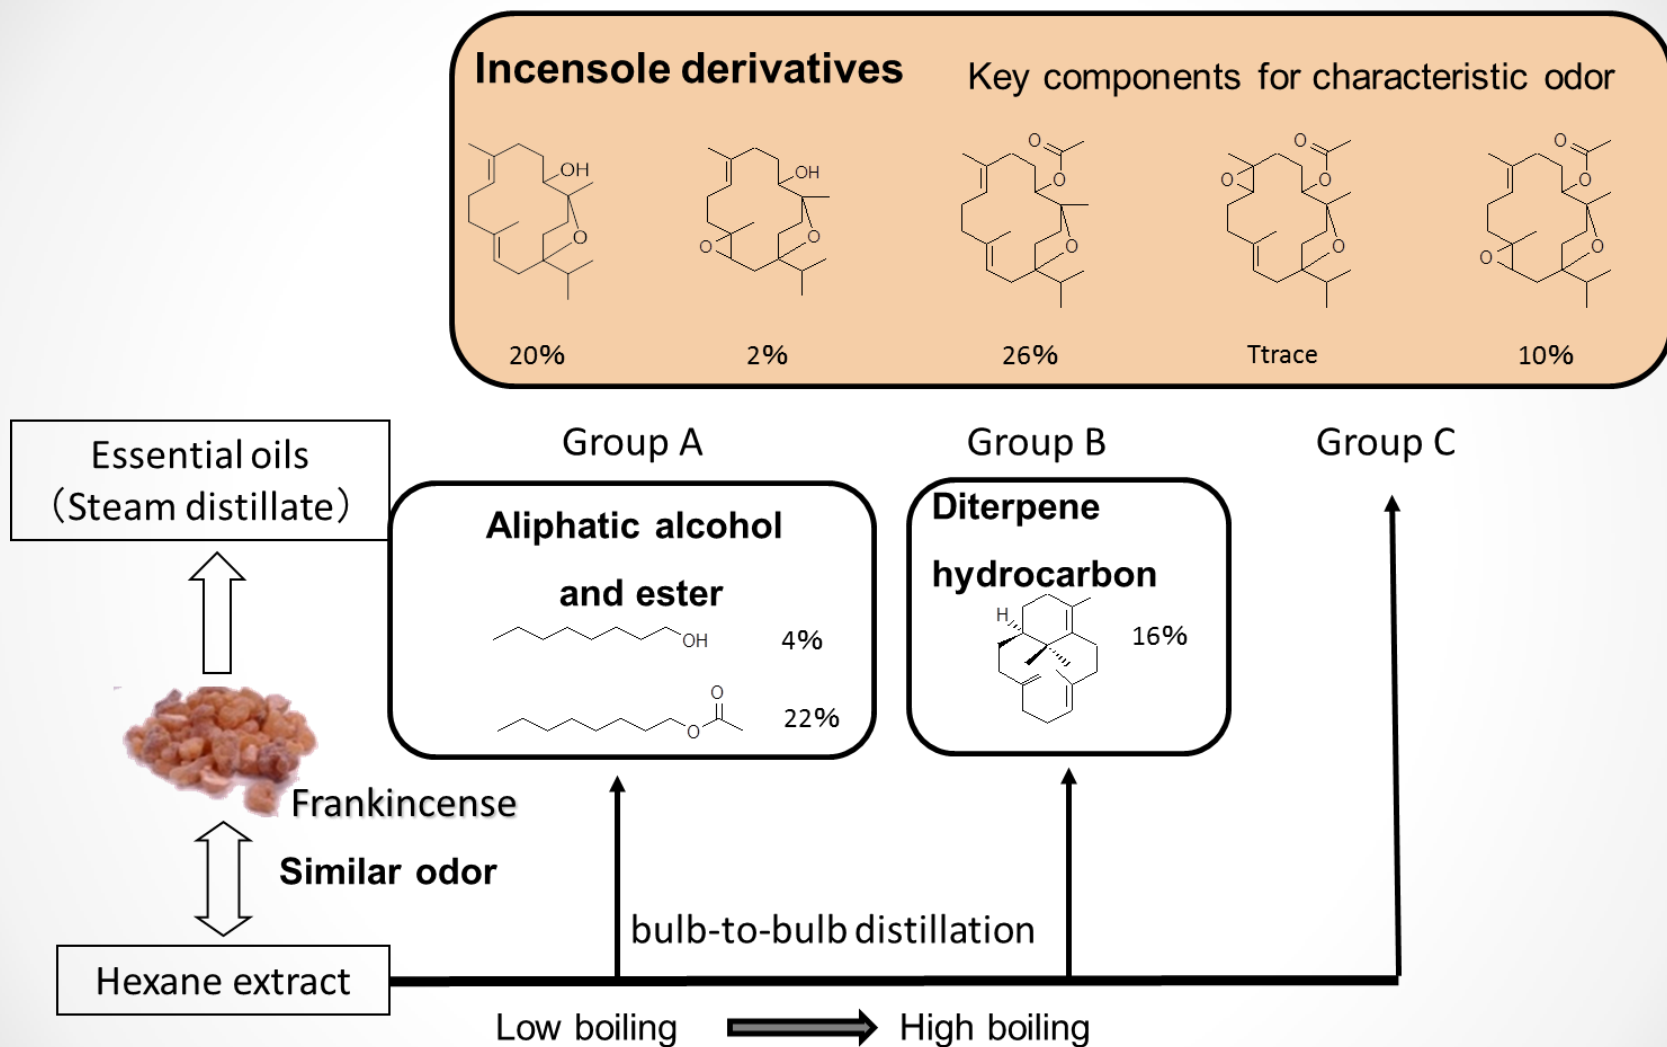 Incensole derivatives
Key components for characteristic odor
OH
O
OH
O
O
O
O
O
O
O
O
O
O
O
O
O
20%
2%
26%
Ttrace
10%
Essential oils
（Steam distillate）
Group A
Group B
Group C
Aliphatic alcohol
and ester
OH
4%
O
O
22%
Diterpene
hydrocarbon
H
16%
Frankincense
Similar odor
bulb-to-bulb distillation
Hexane extract
Low boiling
High boiling